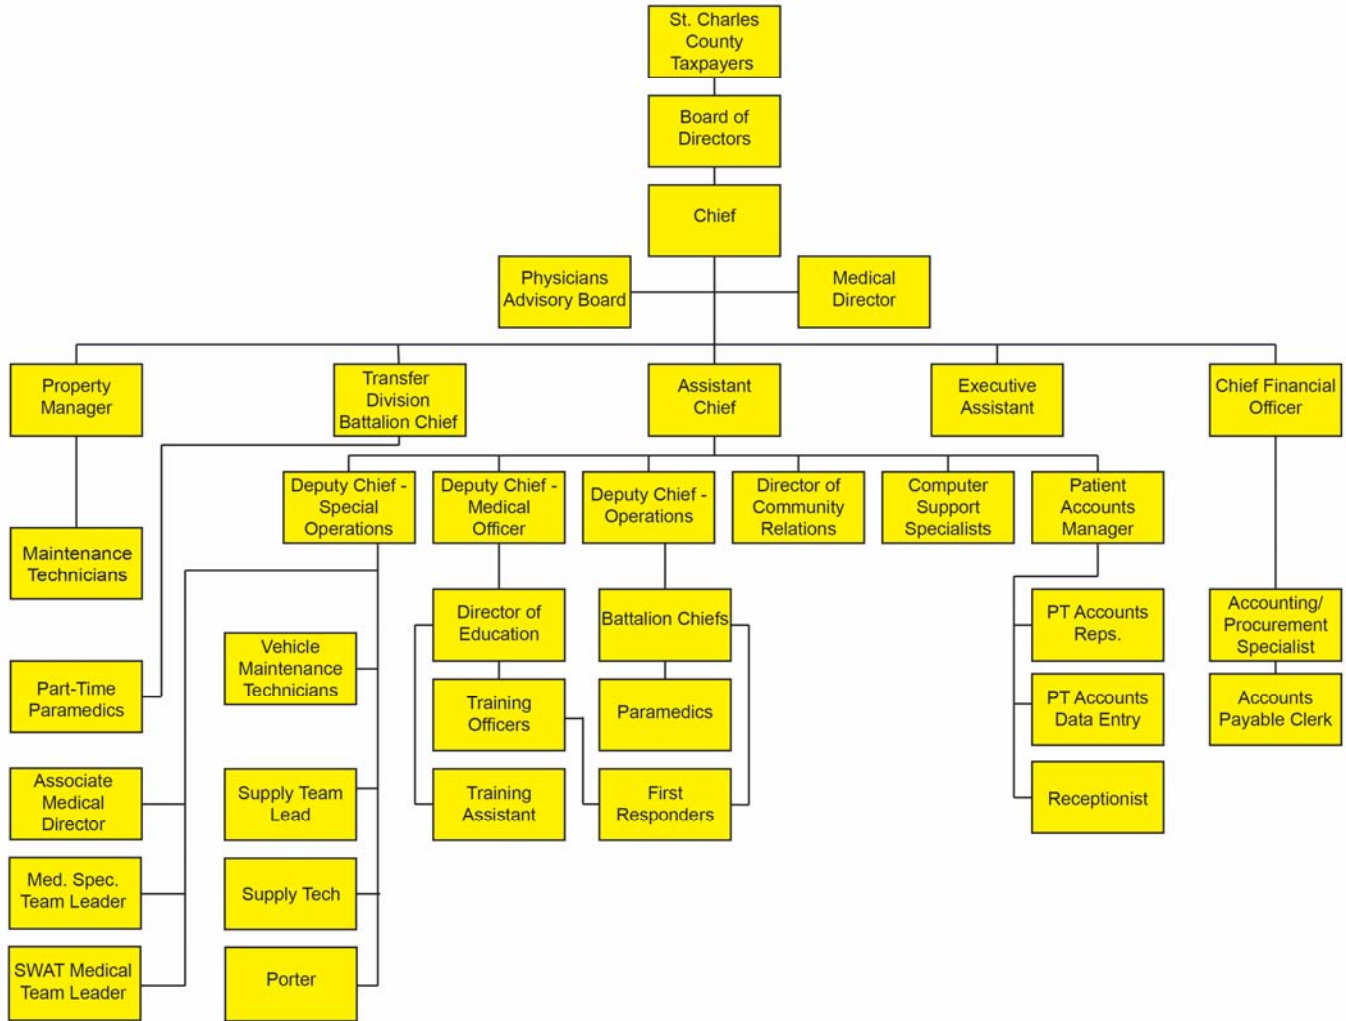 St. Charles
County
Taxpayers
Board of
Directors
Chief
Physicians
Advisory Board
Medical
Director
Property
Manager
Transfer
Division
Battalion Chief
Assistant
Chief
Executive
Assistant
Chief Financial
Officer
Deputy Chief -
Special
Operations
Deputy Chief -
Medical
Officer
Deputy Chief -
Operations
Director of
Community
Relations
Computer
Support
Specialists
Patient
Accounts
Manager
Maintenance
Technicians
Director of
Education
Battalion Chiefs
PT Accounts
Reps.
Accounting/
Procurement
Specialist
Vehicle
Maintenance
Technicians
Part-Time
Paramedics
Training
Officers
Paramedics
PT Accounts
Data Entry
Accounts
Payable Clerk
Associate
Medical
Director
Supply Team
Lead
Training
Assistant
First
Responders
Receptionist
Med. Spec.
Team Leader
Supply Tech
SWAT Medical
Team Leader
Porter